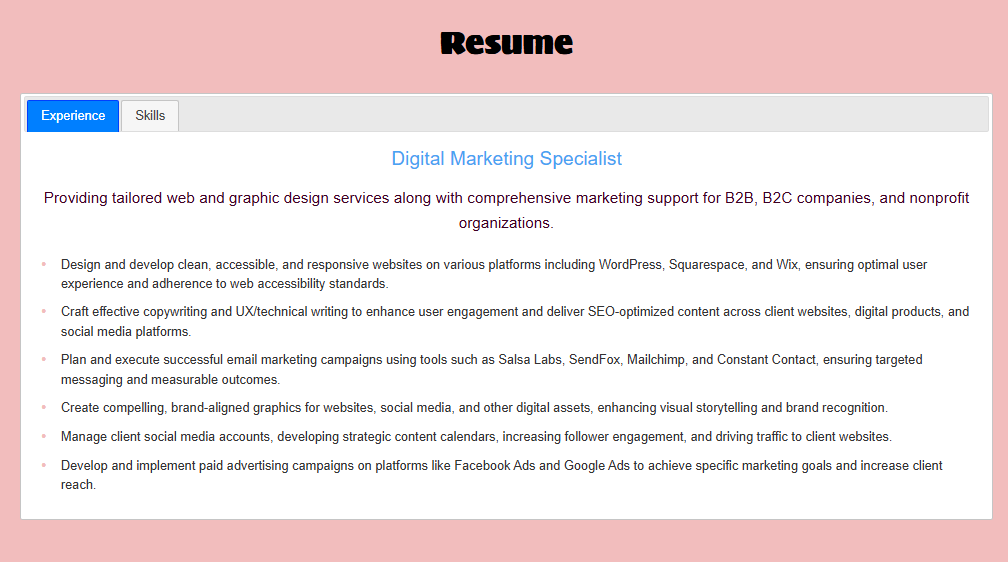 Resume
Experience
Skills
Digital Marketing Specialist
Providing tailored web and graphic design services along with comprehensive marketing support for B2B, B2C companies, and nonprofit
organizations.
Design and develop clean, accessible, and responsive websites on various platforms including WordPress, Squarespace, and Wix, ensuring optimal user
experience and adherence to web accessibility standards.
Craft effective copywriting and UX/technical writing to enhance user engagement and deliver SEO-optimized content across client websites, digital products, and
social media platforms.
Plan and execute successful email marketing campaigns using tools such as Salsa Labs, SendFox, Mailchimp, and Constant Contact, ensuring targeted
messaging and measurable outcomes.
Create compelling, brand-aligned graphics for websites, social media, and other digital assets, enhancing visual storytelling and brand recognition.
Manage client social media accounts, developing strategic content calendars, increasing follower engagement, and driving traffic to client websites.
Develop and implement paid advertising campaigns on platforms like Facebook Ads and Google Ads to achieve specific marketing goals and increase client
reach.